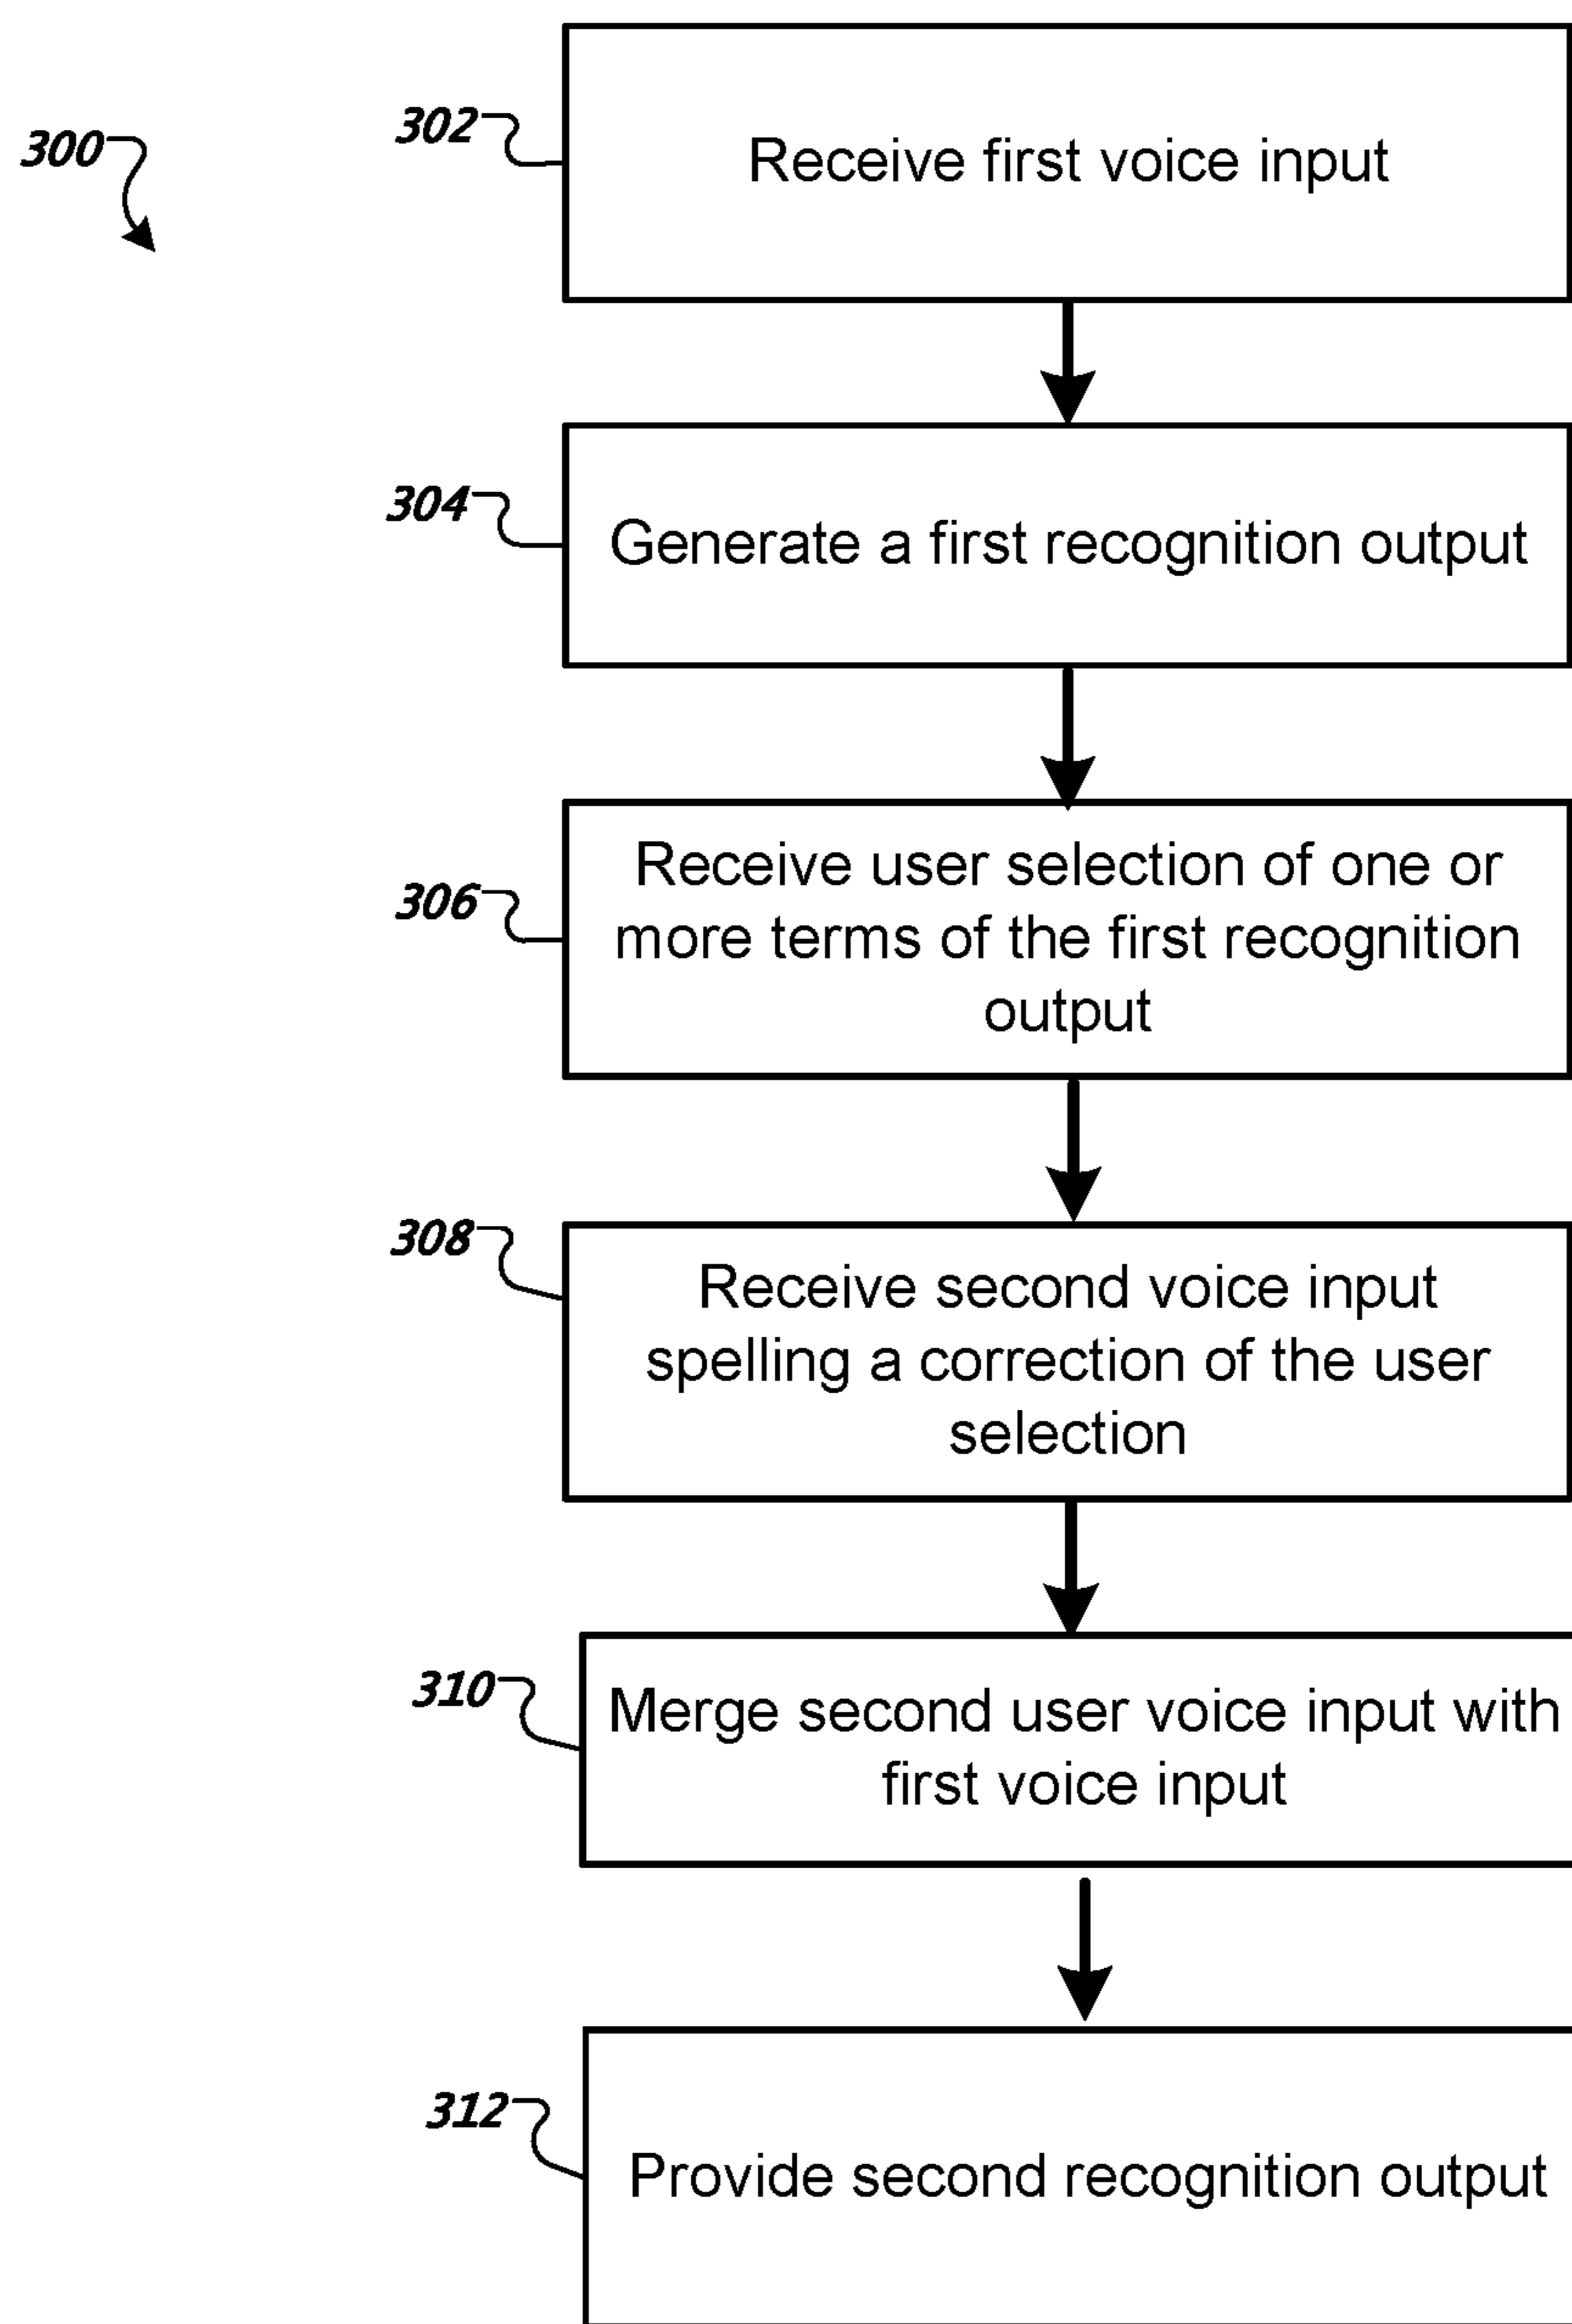 300
302
Receive first voice input
304
Generate a first recognition output
306
Receive user selection of one or
more terms of the first recognition
output
308
Receive second voice input
spelling a correction of the user
selection
310
Merge second user voice input with
first voice input
312
Provide second recognition output